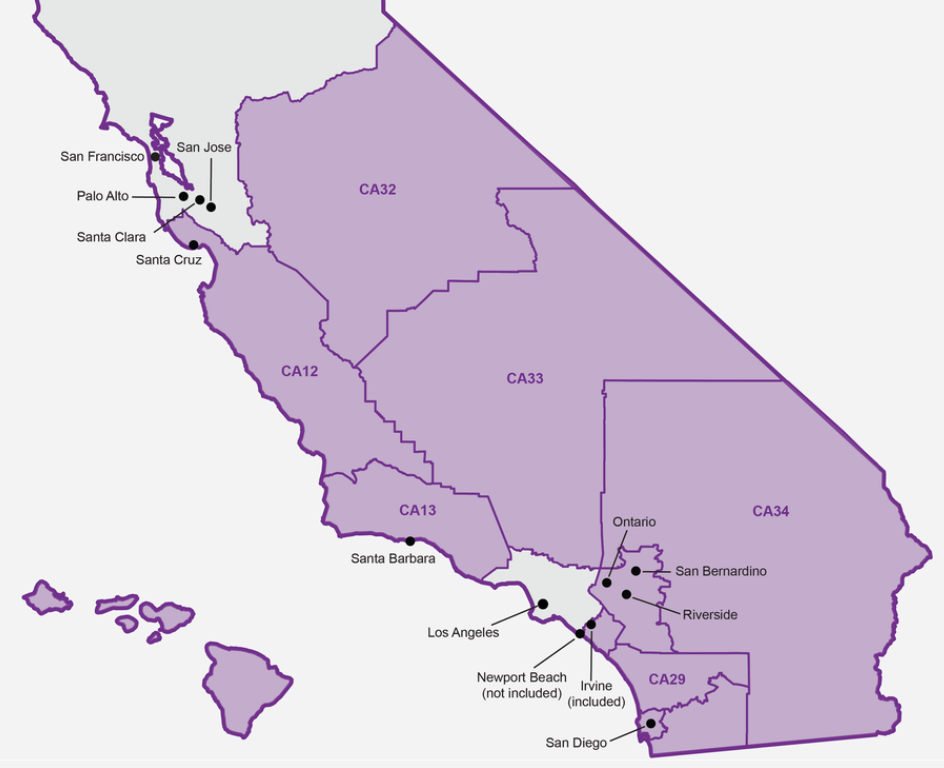 San Francisco
San Jose
Palo Alto
Santa Clara
Santa Cruz
CA32
CA12
CA33
CA13
Santa Barbara
CA34
Ontario
San Bernardino
Riverside
Los Angeles
Newport Beach
(not included)
Irvine
(included)
CA29
San Diego